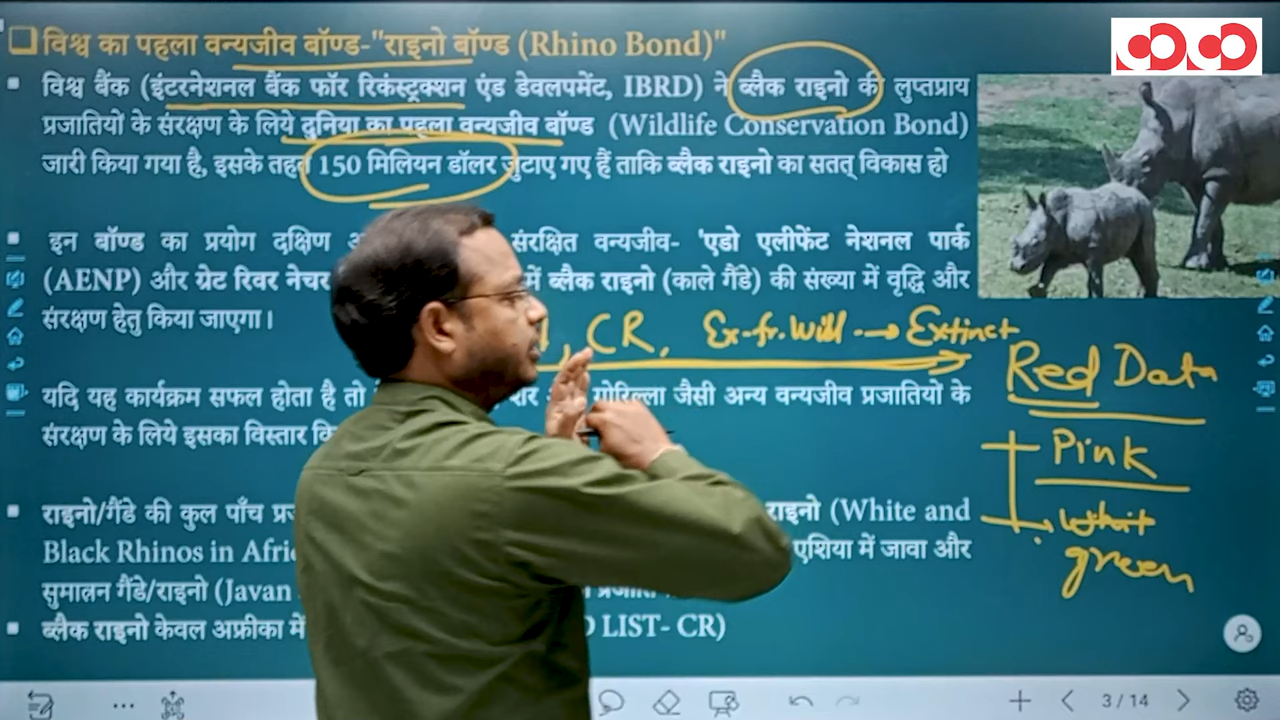 विश्व का पहला वन्यजीव बॉण्ड-"राइनो बॉण्ड (Rhino Bond)"
विश्व बैंक (इंटरनेशनल बैंक फॉर रिकंस्ट्रक्शन एंड डेवलपमेंट, IBRD) ने ब्लैक राइनो की लुप्तप्राय
प्रजातियों के संरक्षण के लिये दुनिया का पहला वन्यजीव बॉण्ड (Wildlife Conservation Bond)
जारी किया गया है, इसके तहत 150 मिलियन डॉलर जुटाए गए हैं ताकि ब्लैक राइनो का सतत् विकास हो
इन बॉण्ड का प्रयोग दक्षिण संरक्षित वन्यजीव- 'एडो एलीफेंट नेशनल पार्क
(AENP) और ग्रेट रिवर नेचर में ब्लैक राइनो (काले गैंडे) की संख्या में वृद्धि और
संरक्षण हेतु किया जाएगा।
CR, Ex-fr. Will → Extinct
Red Data
यदि यह कार्यक्रम सफल होता है तो गोरिल्ला जैसी अन्य वन्यजीव प्रजातियों के
संरक्षण के लिये इसका विस्तार
Pink
राइनो/गैंडे की कुल पाँच राइनो (White and
Black Rhinos in एशिया में जावा और
green
सुमात्रन गैंडे/राइनो (Javan
ब्लैक राइनो केवल अफ्रीका में LIST- CR)
3 / 14